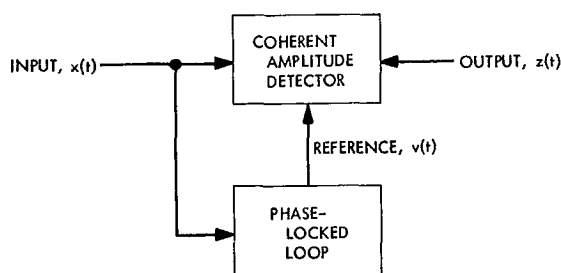 COHERENT
AMPLITUDE
DETECTOR
INPUT, x(t)
OUTPUT, z(t)
REFERENCE, v(t)
PHASE-
LOCKED
LOOP